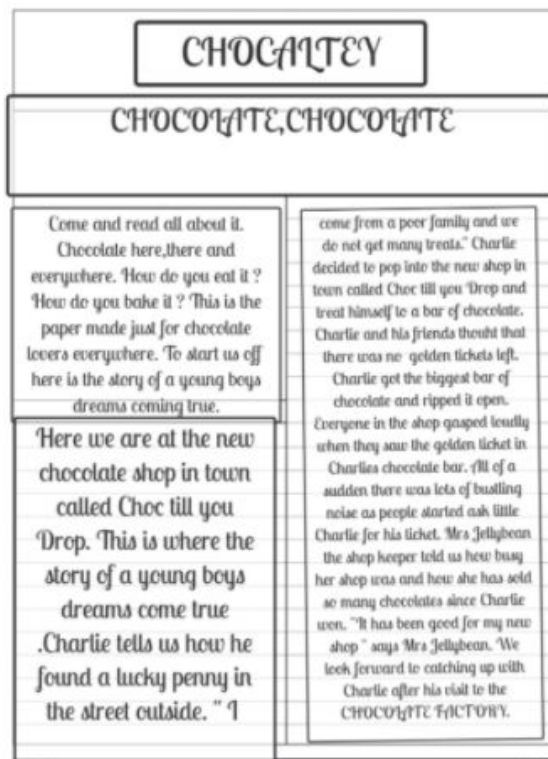 CHOCALTEY
CHOCOLATE,CHOCOLATE
Come and read all about it.
Chocolate here,there and
everywhere. How do you eat it ?
How do you bake it ? This is the
paper made just for chocolate
lovers everywhere. To start us off
here is the story of a young boys
dreams coming true.
Here we are at the new
chocolate shop in town
called Choc till you
Drop. This is where the
story of a young boys
dreams come true
.Charlie tells us how he
found a lucky penny in
the street outside. " I
come from a poor family and we
do not get many treats." Charlie
decided to pop into the new shop in
town called Choc till you Drop and
treat himself to a bar of chocolate.
Charlie and his friends thouht that
there was no golden tickets left.
Charlie got the biggest bar of
chocolate and ripped it open.
Everyone in the shop gasped loudly
when they saw the golden ticket in
Charlies chocolate bar. All of a
sudden there was lots of bustling
noise as people started ask little
Charlie for his ticket. Mrs Jellybean
the shop keeper told us how busy
her shop was and how she has sold
so many chocolates since Charlie
won. "It has been good for my new
shop " says Mrs Jellybean. We
look forward to catching up with
Charlie after his visit to the
CHOCOLATE FACTORY.